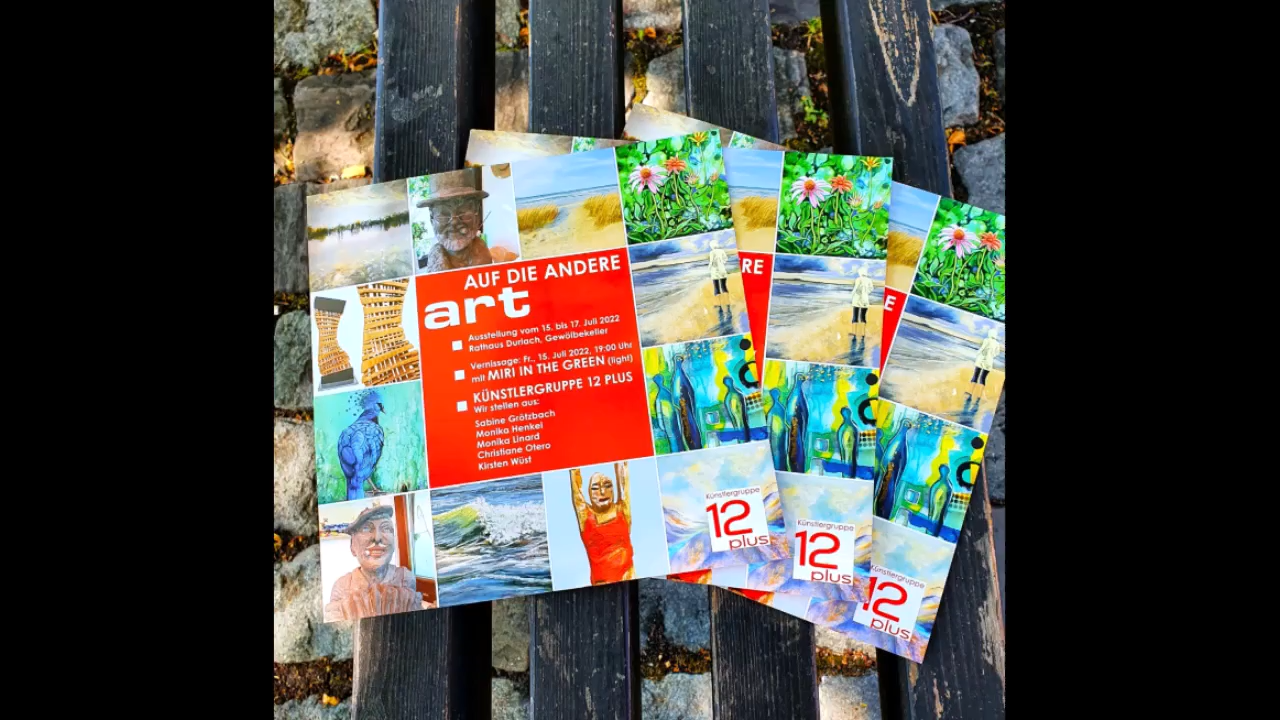 AUF DIE ANDERE
art
Ausstellung vom 15. bis 17. Juli 2022
Rathaus Durlach, Gewölbekeller
Vernissage: Fr., 15. Juli 2022, 19:00 Uhr
mit MIRI IN THE GREEN (light)
KÜNSTLERGRUPPE 12 PLUS
Wir stellen aus:
Sabine Grötzbach
Monika Henkel
Monika Linard
Christiane Otero
Kirsten Wüst
Künstlergruppe
12
plus
RE
Künstlergruppe
12
plus
E
Künstlergruppe
12
plus